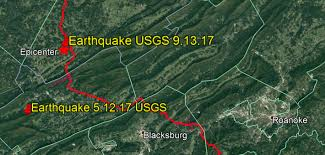 Earthquake USGS 9.13.17
Epicenter
Earthquake 5.12.17 USGS
Roanoke
Blacksburg